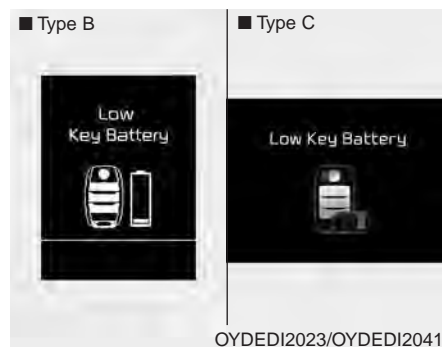 ■ Type B
■ Type C
Low
Key Battery
Low Key Battery
OYDEDI2023/OYDEDI2041